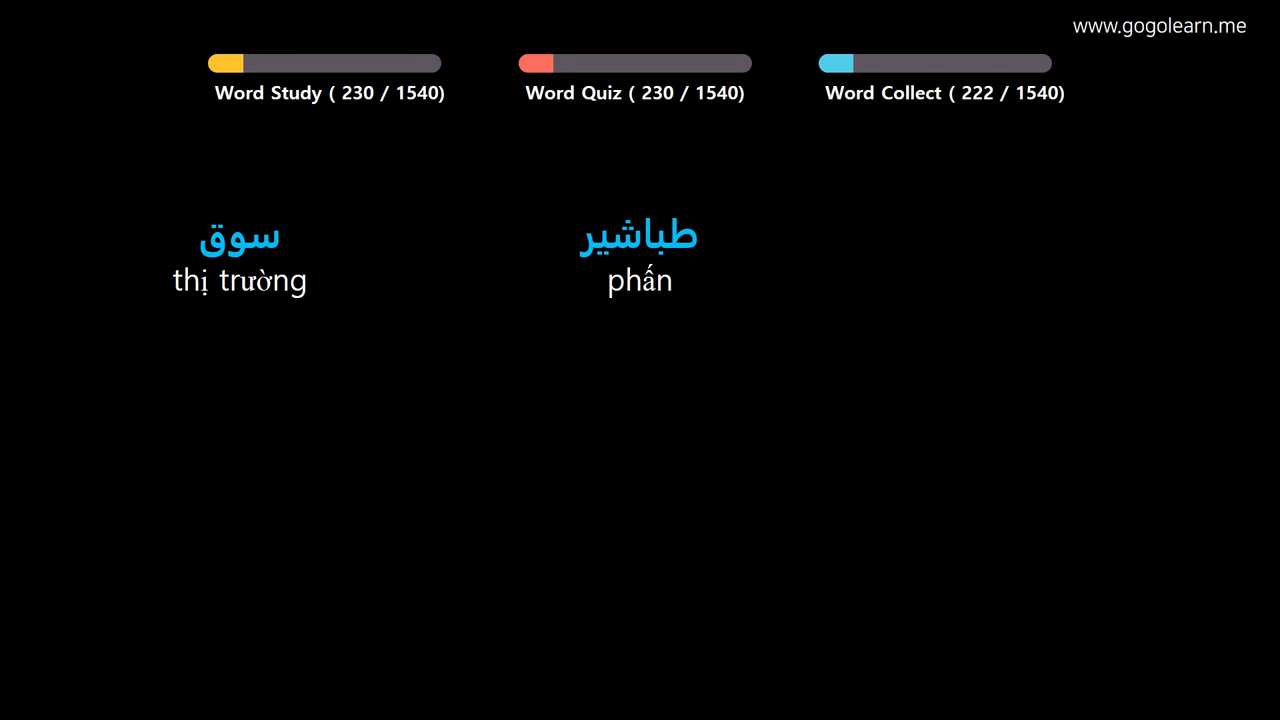 www.gogolearn.me
Word Study ( 230 / 1540)
Word Quiz ( 230 / 1540)
Word Collect ( 222 / 1540)
سوق
thị trường
طباشير
phấn